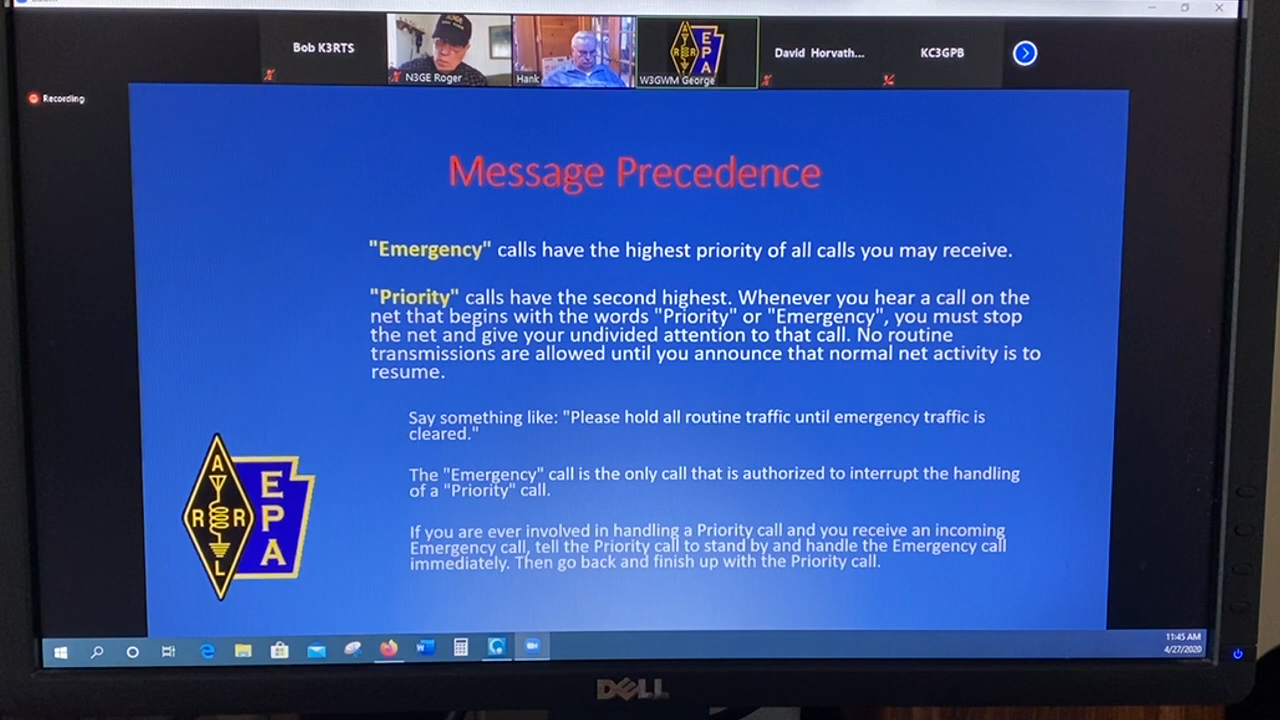 Bob K3RTS
N3GE Roger
Hank
W3GWM George
David Horvath...
KC3GPB
Recording
Message Precedence
"Emergency" calls have the highest priority of all calls you may receive.
"Priority" calls have the second highest. Whenever you hear a call on the
net that begins with the words "Priority" or "Emergency", you must stop
the net and give your undivided attention to that call. No routine
transmissions are allowed until you announce that normal net activity is to
resume.
Say something like: "Please hold all routine traffic until emergency traffic is
cleared."
The "Emergency" call is the only call that is authorized to interrupt the handling
of a "Priority" call.
If you are ever involved in handling a Priority call and you receive an incoming
Emergency call, tell the Priority call to stand by and handle the Emergency call
immediately. Then go back and finish up with the Priority call.
A
R R
L
E
P
A
11:45 AM
4/27/2020
DELL